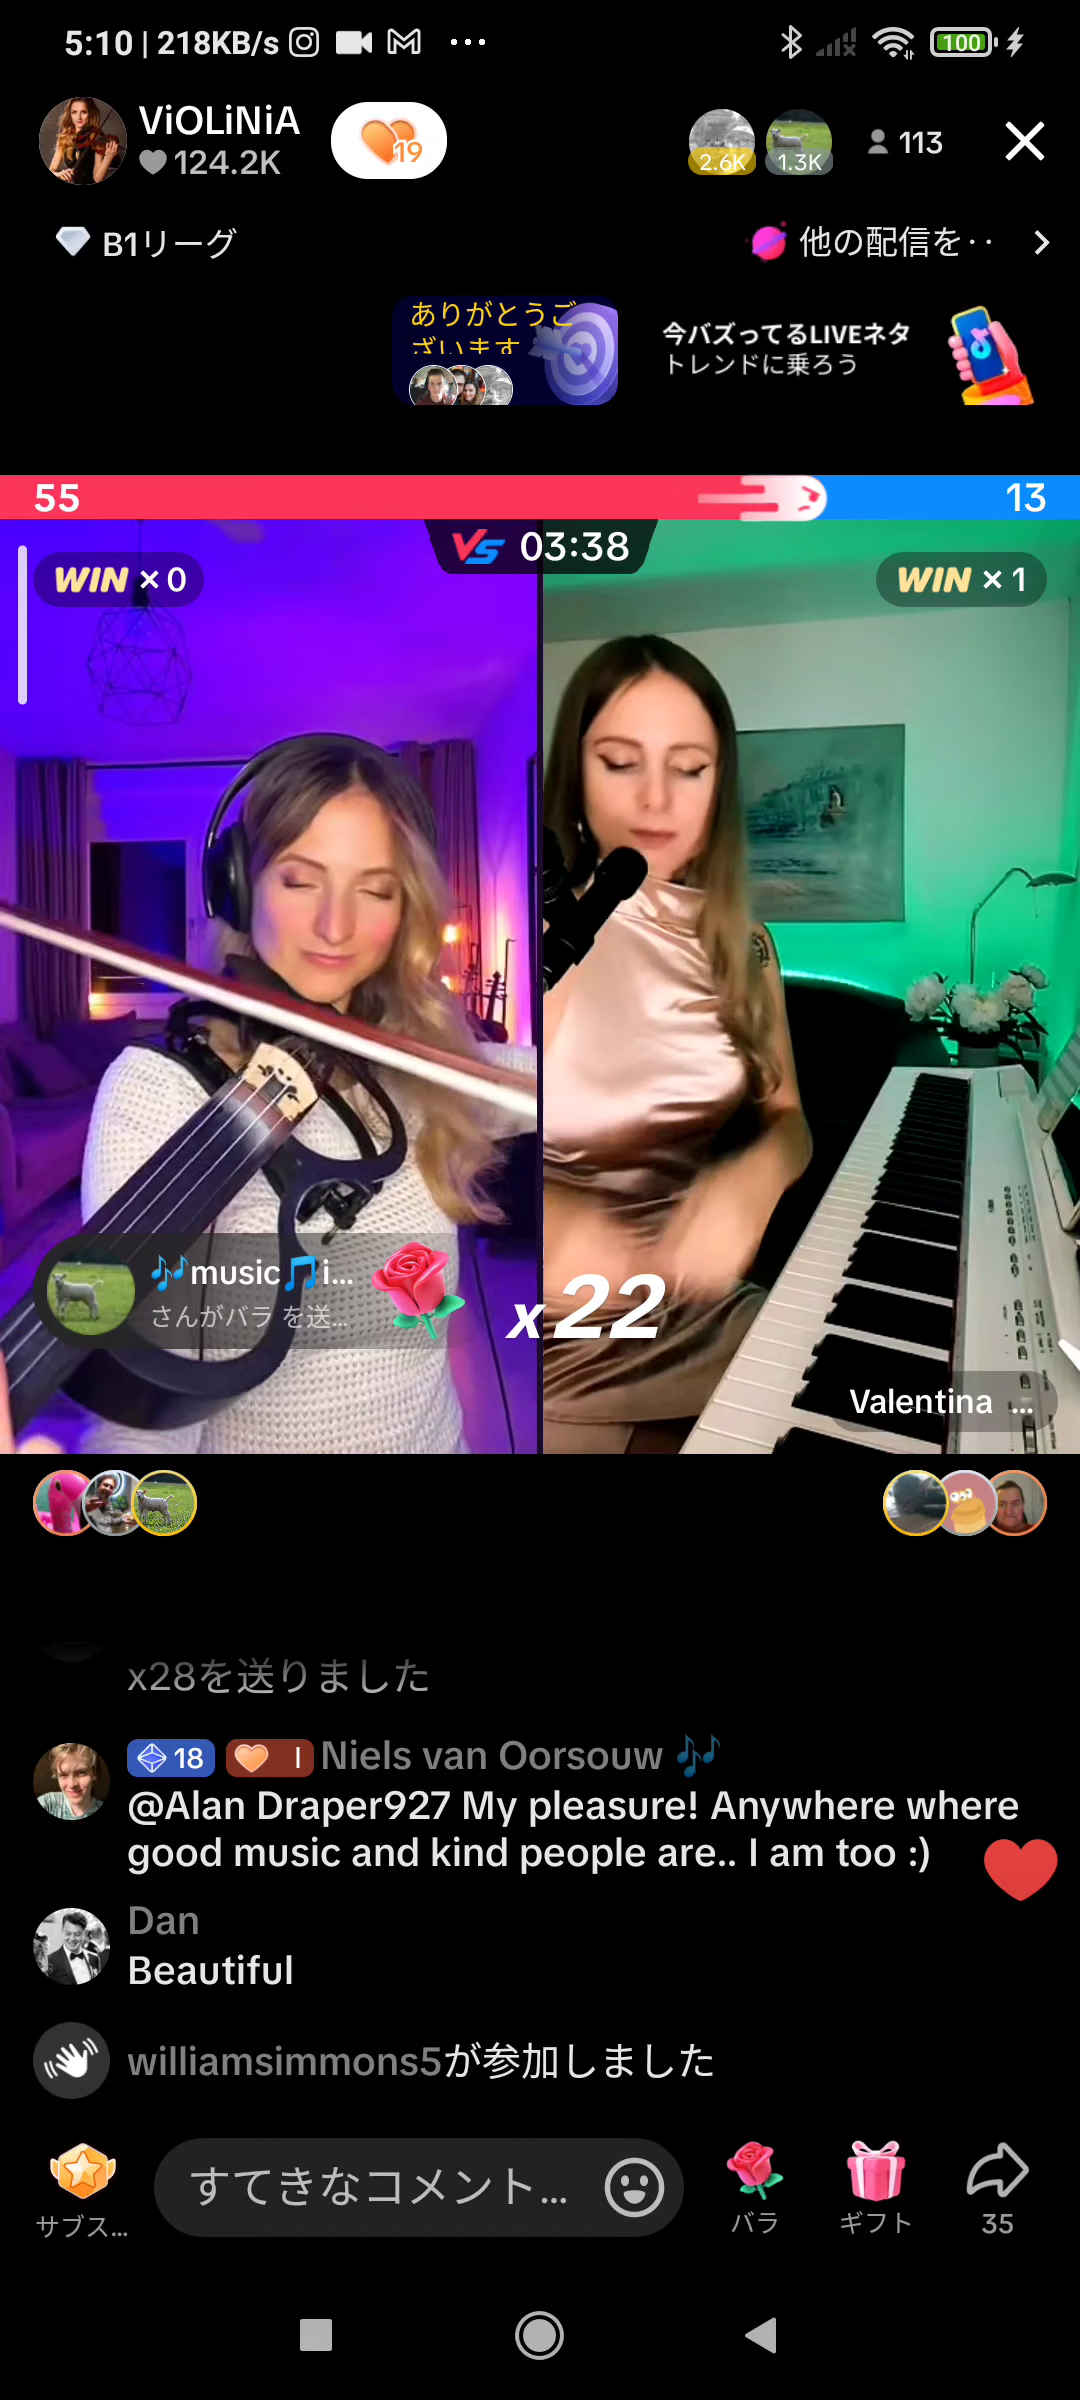 5:10 | 218KB/s
100
ViOLiNiA
124.2K
19
2.6K
1.3K
113
B1リーグ
他の配信を··
ありがとうご
ざいます
今バズってるLIVEネタ
トレンドに乗ろう
55
13
VS 03:38
WIN ×0
WIN ×1
🎶music🎵i...
さんがバラ を送...
x22
Valentina ...
x28を送りました
18 I Niels van Oorsouw 🎶
@Alan Draper927 My pleasure! Anywhere where
good music and kind people are.. I am too :)
Dan
Beautiful
williamsimmons5が参加しました
すてきなコメント...
サブス...
バラ
ギフト
35